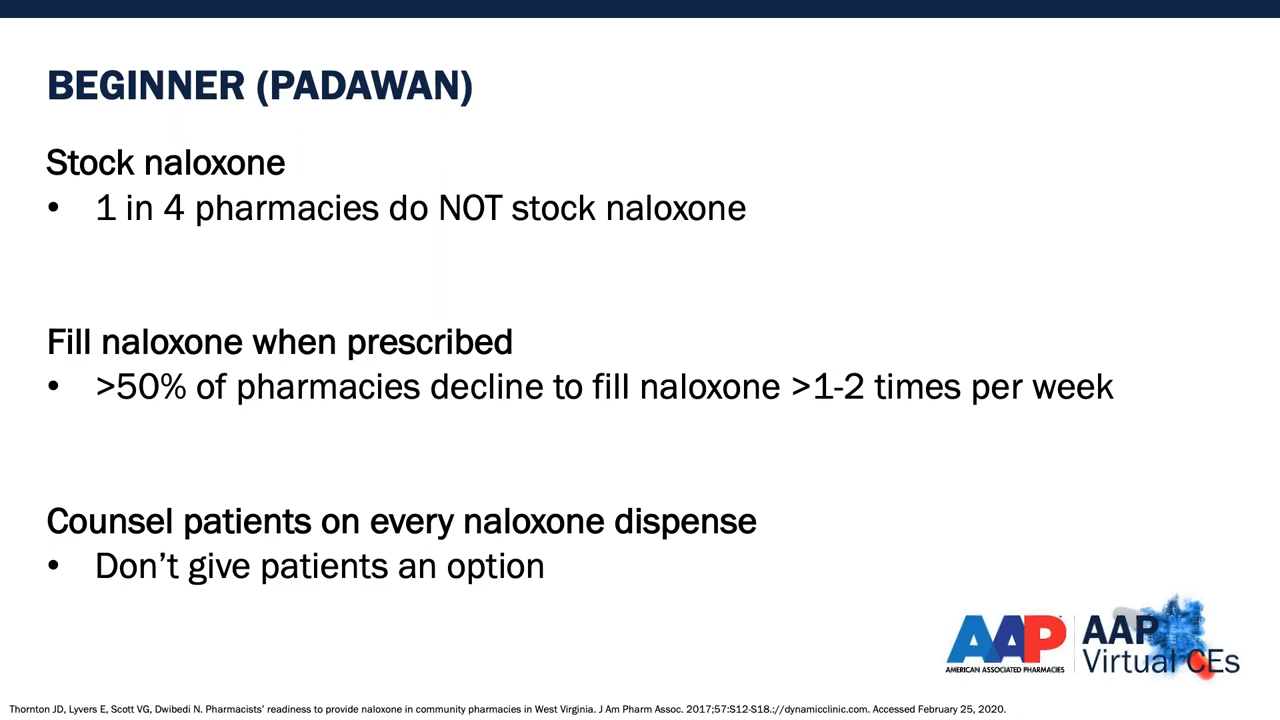 BEGINNER (PADAWAN)
Stock naloxone
• 1 in 4 pharmacies do NOT stock naloxone
Fill naloxone when prescribed
• >50% of pharmacies decline to fill naloxone >1-2 times per week
Counsel patients on every naloxone dispense
• Don’t give patients an option
AAP
AMERICAN ASSOCIATED PHARMACIES
AAP
Virtual CEs
Thornton JD, Lyvers E, Scott VG, Dwibedi N. Pharmacists’ readiness to provide naloxone in community pharmacies in West Virginia. J Am Pharm Assoc. 2017;57:S12-S18.://dynamicclinic.com. Accessed February 25, 2020.